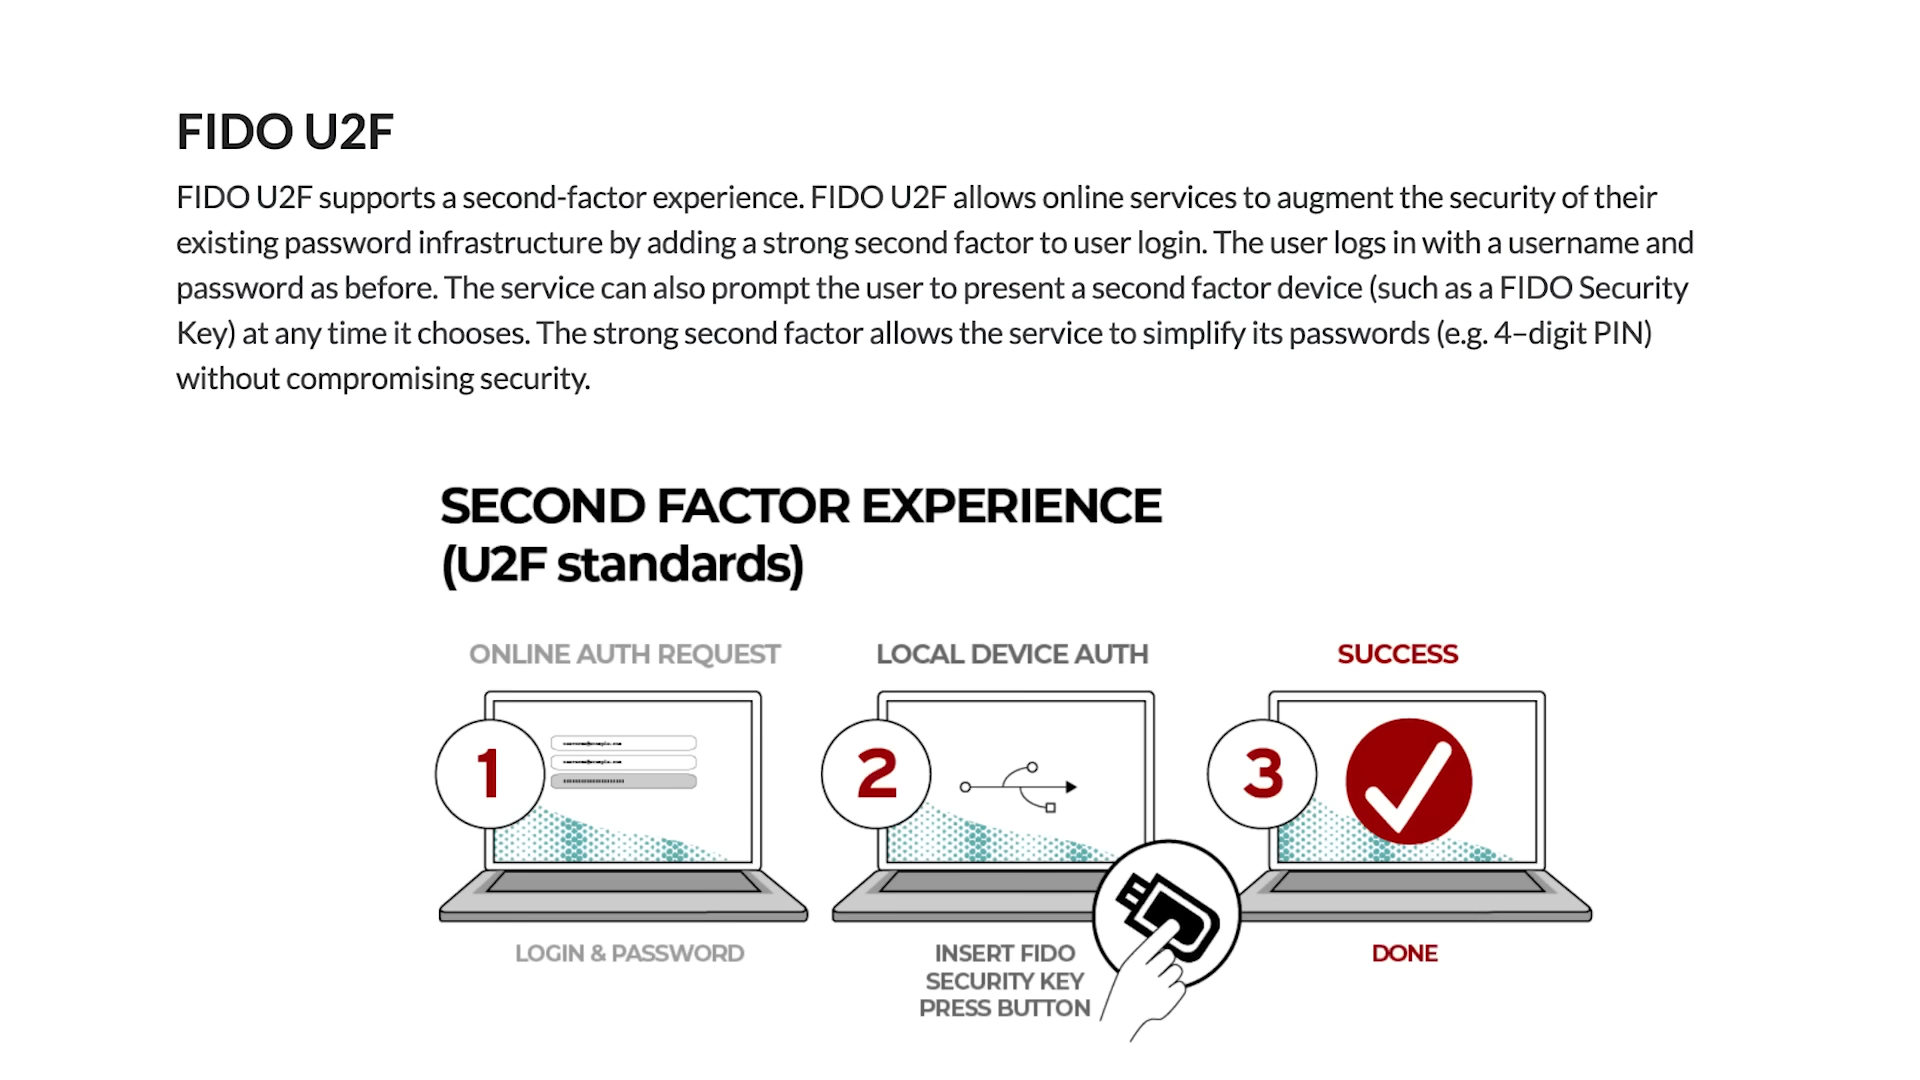 FIDO U2F
FIDO U2F supports a second-factor experience. FIDO U2F allows online services to augment the security of their
existing password infrastructure by adding a strong second factor to user login. The user logs in with a username and
password as before. The service can also prompt the user to present a second factor device (such as a FIDO Security
Key) at any time it chooses. The strong second factor allows the service to simplify its passwords (e.g. 4–digit PIN)
without compromising security.
SECOND FACTOR EXPERIENCE
(U2F standards)
ONLINE AUTH REQUEST
1
LOGIN & PASSWORD
LOCAL DEVICE AUTH
2
INSERT FIDO
SECURITY KEY
PRESS BUTTON
SUCCESS
3
DONE